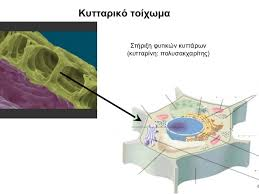 Κυτταρικό τοίχωμα
Στήριξη φυτικών κυττάρων
(κυτταρίνη: πολυσακχαρίτης)